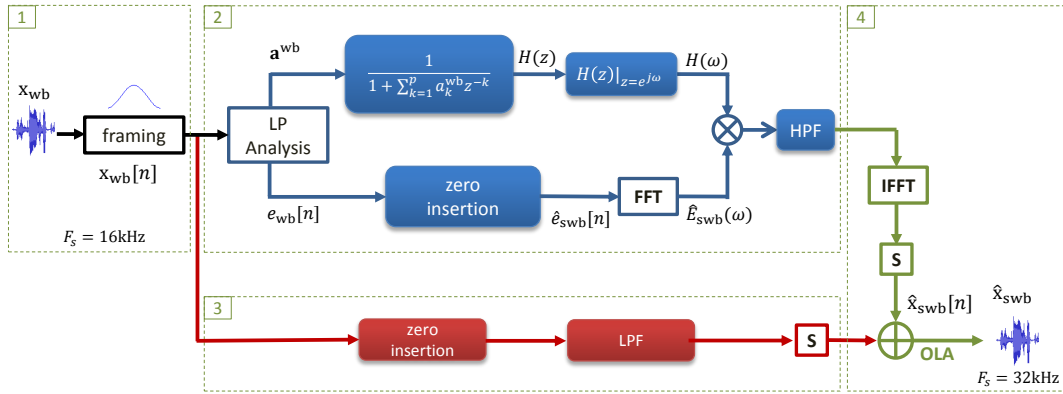 1
x_wb
framing
x_wb[n]
F_s = 16kHz
2
a^wb
LP
Analysis
1
1 + ∑_{k=1}^{p} a_k^wb z^{−k}
H(z)
H(z)|_{z=e^{jω}}
H(ω)
HPF
e_wb[n]
zero
insertion
ê_swb[n]
FFT
Ê_swb(ω)
3
zero
insertion
LPF
S
4
IFFT
S
x̂_swb[n]
x̂_swb
OLA
F_s = 32kHz